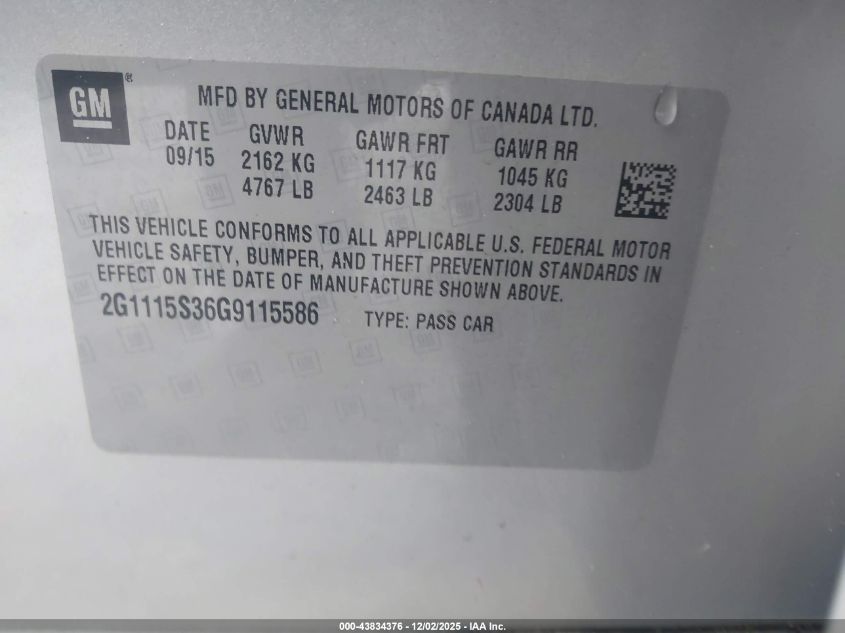 GM ®
MFD BY GENERAL MOTORS OF CANADA LTD.
DATE GVWR GAWR FRT GAWR RR
09/15 2162 KG 1117 KG 1045 KG
4767 LB 2463 LB 2304 LB
THIS VEHICLE CONFORMS TO ALL APPLICABLE U.S. FEDERAL MOTOR
VEHICLE SAFETY, BUMPER, AND THEFT PREVENTION STANDARDS IN
EFFECT ON THE DATE OF MANUFACTURE SHOWN ABOVE.
2G1115S36G9115586 TYPE: PASS CAR
000-43834376 - 12/02/2025 - IAA Inc.